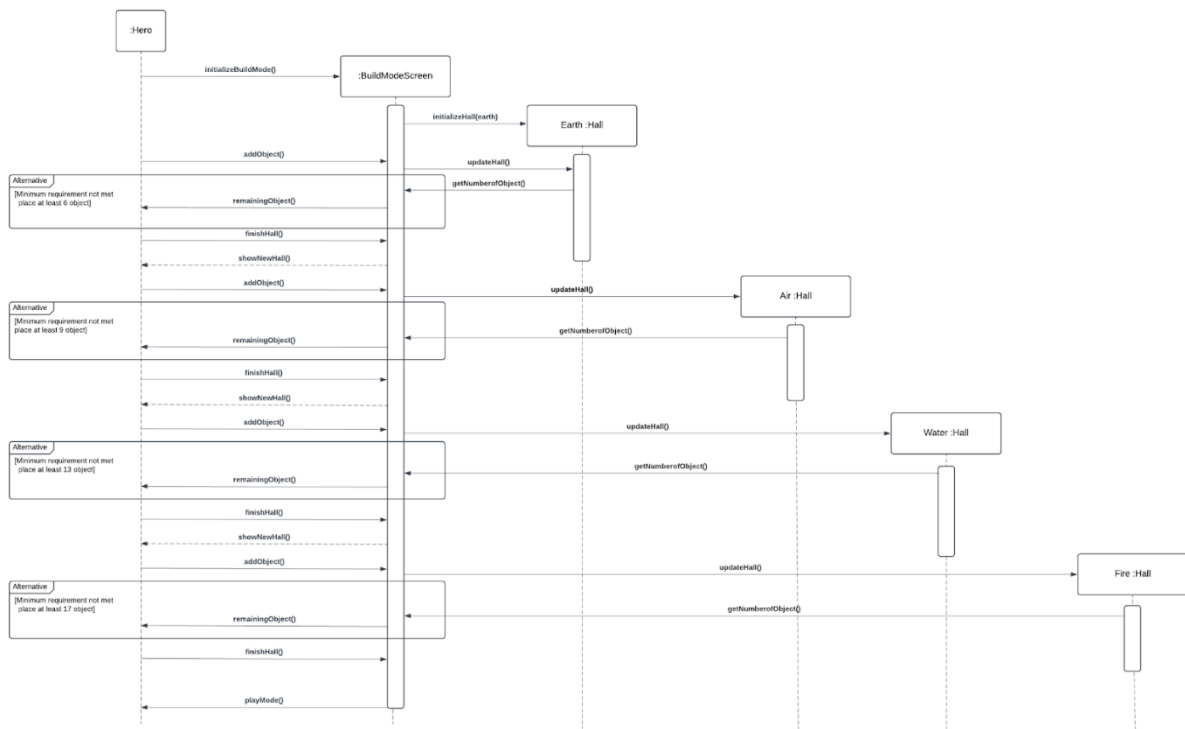 :Hero
initializeBuildMode()
:BuildModeScreen
initializeHall(earth)
Earth :Hall
addObject()
updateHall()
Alternative
getNumberofObject()
[Minimum requirement not met
place at least 6 object]
remainingObject()
finishHall()
showNewHall()
addObject()
updateHall()
Air :Hall
Alternative
[Minimum requirement not met
place at least 9 object]
getNumberofObject()
remainingObject()
finishHall()
showNewHall()
addObject()
updateHall()
Water :Hall
Alternative
[Minimum requirement not met
place at least 13 object]
getNumberofObject()
remainingObject()
finishHall()
showNewHall()
addObject()
updateHall()
Fire :Hall
Alternative
[Minimum requirement not met
place at least 17 object]
getNumberofObject()
remainingObject()
finishHall()
playMode()